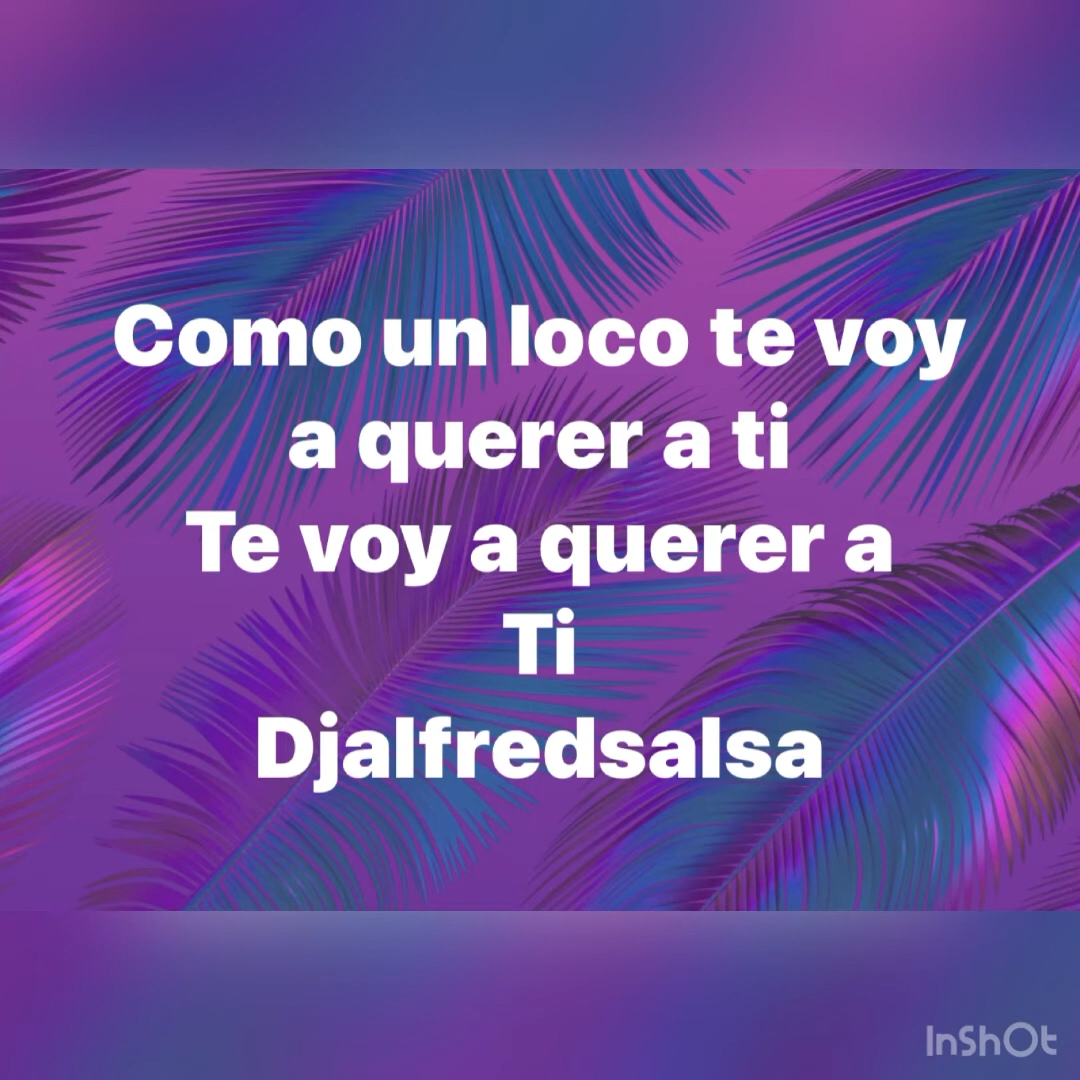 Como un loco te voy
a querer a ti
Te voy a querer a
Ti
Djalfredsalsa
InShOt